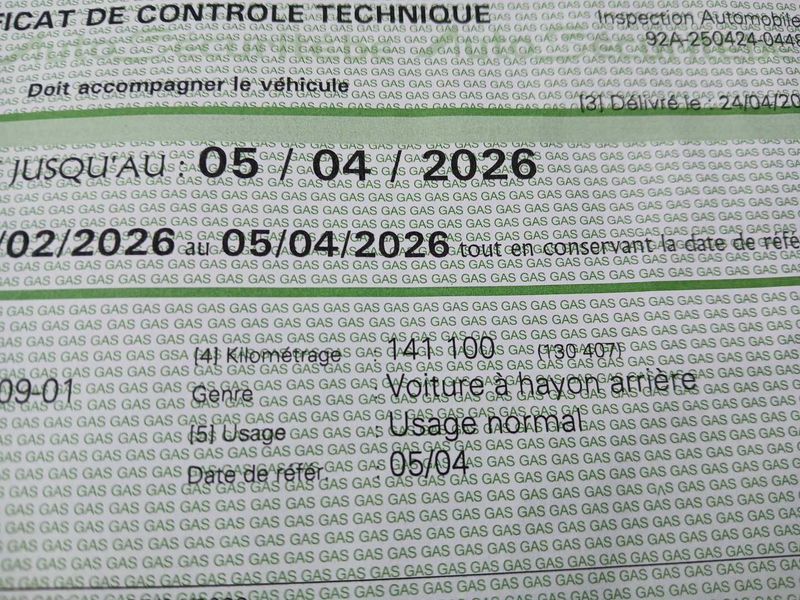 FICAT DE CONTROLE TECHNIQUE
Inspection Automobile
92A-250424-0448
Doit accompagner le véhicule
[3] Délivré le : 24/04/20
JUSQU'AU : 05 / 04 / 2026
/02/2026 au 05/04/2026 tout en conservant la date de réfé
[4] Kilométrage : 141 100 (130 407)
09-01
Genre : Voiture à hayon arrière
[5] Usage : Usage normal
Date de référ. : 05/04